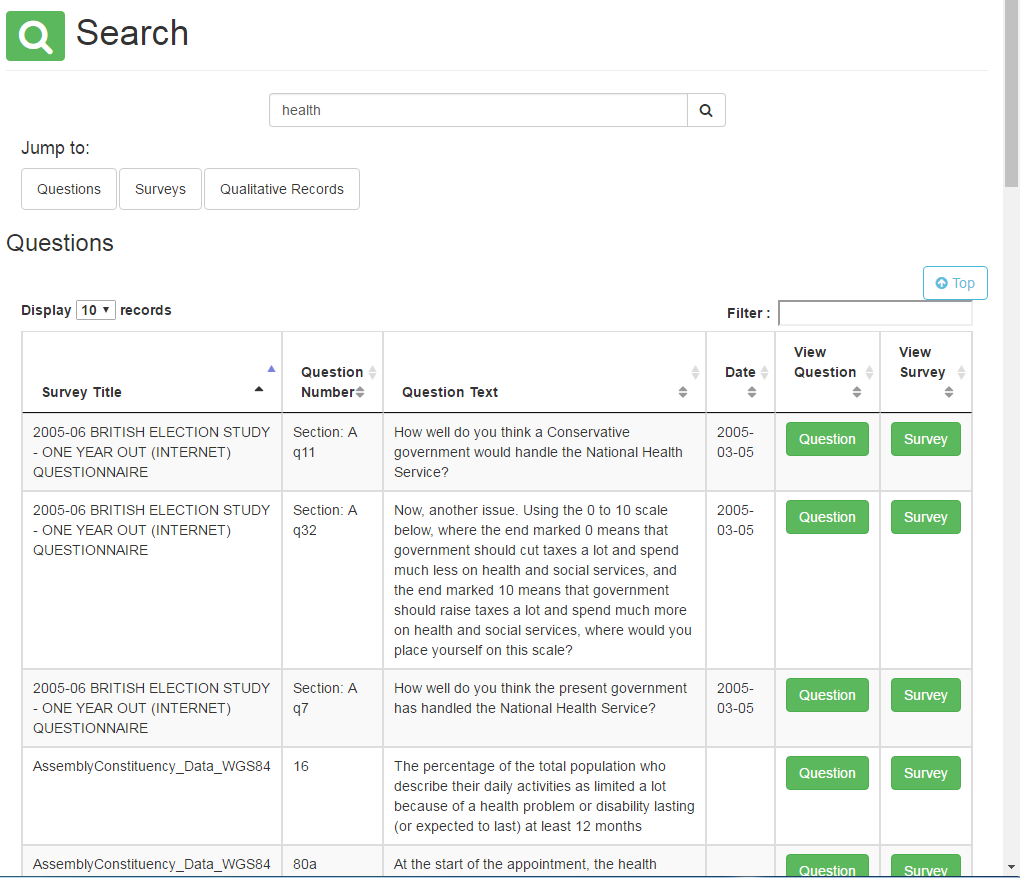 Search
health
Jump to:
Questions Surveys Qualitative Records
Questions
Top
Display 10 records
Filter :
Survey Title
Question
Number
Question Text
Date
View
Question
View
Survey
2005-06 BRITISH ELECTION STUDY
- ONE YEAR OUT (INTERNET)
QUESTIONNAIRE
Section: A
q11
How well do you think a Conservative
government would handle the National Health
Service?
2005-
03-05
Question
Survey
2005-06 BRITISH ELECTION STUDY
- ONE YEAR OUT (INTERNET)
QUESTIONNAIRE
Section: A
q32
Now, another issue. Using the 0 to 10 scale
below, where the end marked 0 means that
government should cut taxes a lot and spend
much less on health and social services, and
the end marked 10 means that government
should raise taxes a lot and spend much more
on health and social services, where would you
place yourself on this scale?
2005-
03-05
Question
Survey
2005-06 BRITISH ELECTION STUDY
- ONE YEAR OUT (INTERNET)
QUESTIONNAIRE
Section: A
q7
How well do you think the present government
has handled the National Health Service?
2005-
03-05
Question
Survey
AssemblyConstituency_Data_WGS84
16
The percentage of the total population who
describe their daily activities as limited a lot
because of a health problem or disability lasting
(or expected to last) at least 12 months
Question
Survey
AssemblyConstituency_Data_WGS84
80a
At the start of the appointment, the health
Question
Survey